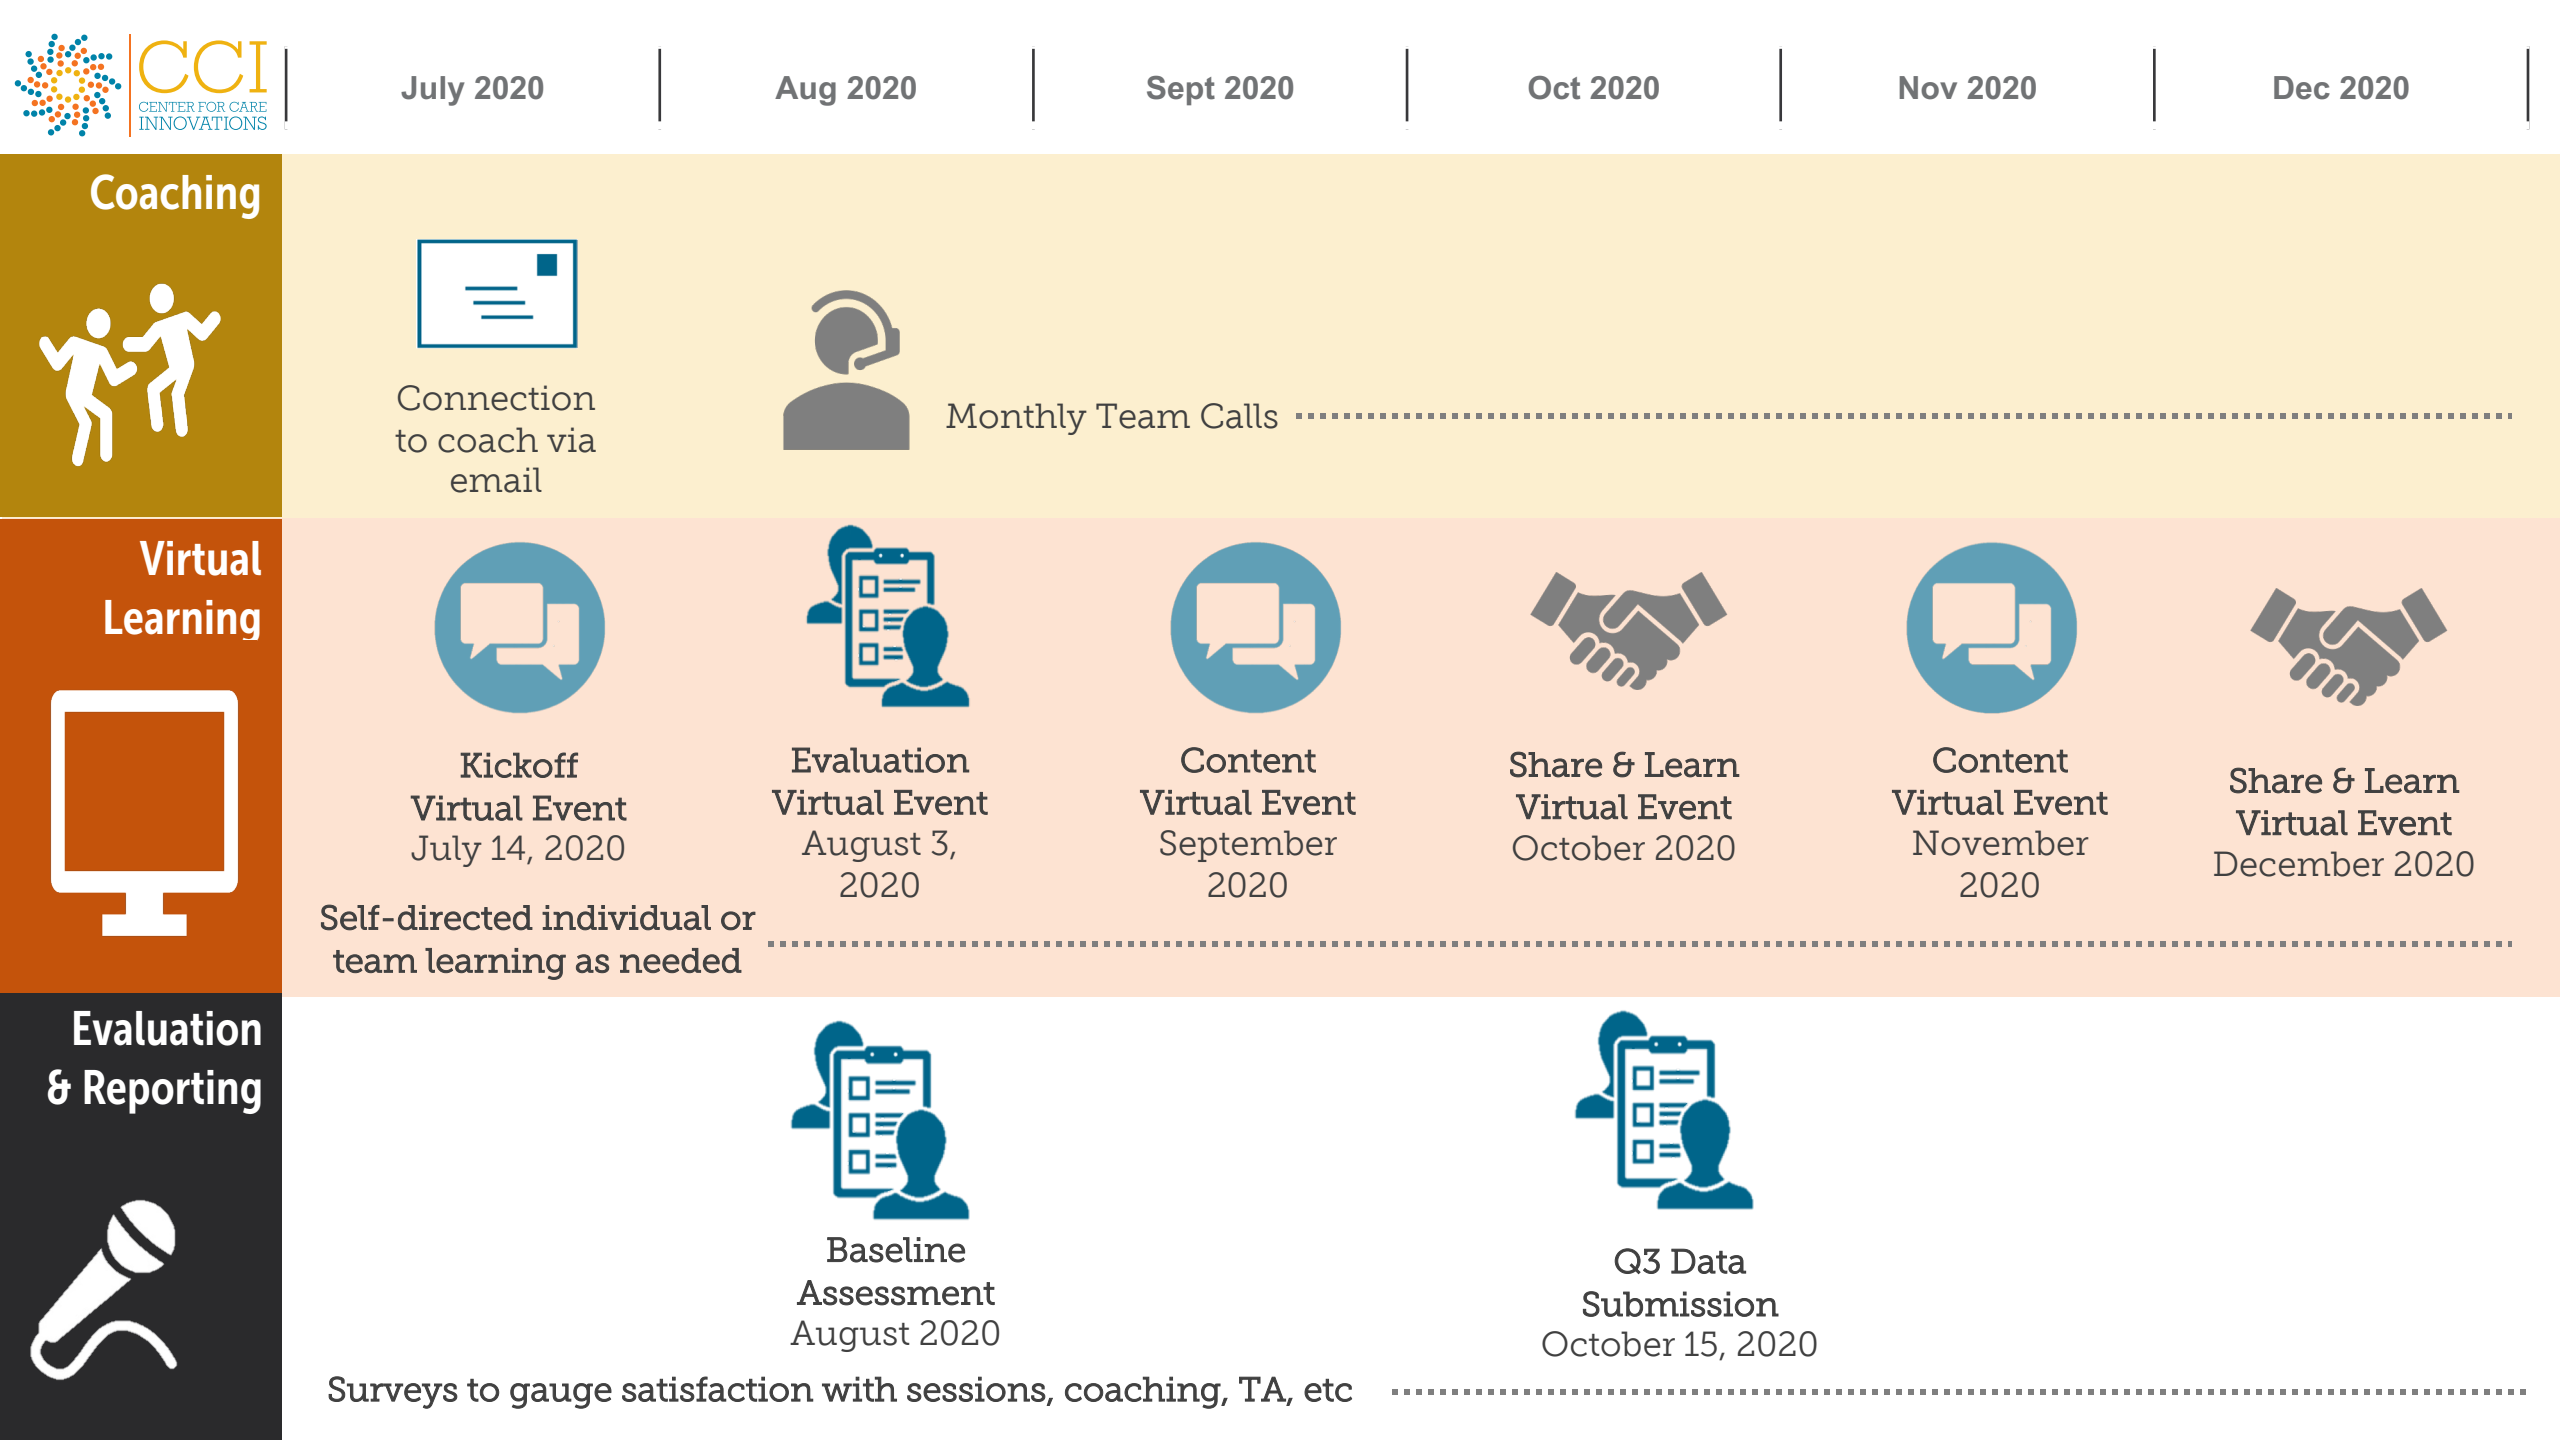 CCI
CENTER FOR CARE
INNOVATIONS
July 2020
Aug 2020
Sept 2020
Oct 2020
Nov 2020
Dec 2020
Coaching
Connection
to coach via
email
Monthly Team Calls
Virtual
Learning
Kickoff
Virtual Event
July 14, 2020
Evaluation
Virtual Event
August 3,
2020
Content
Virtual Event
September
2020
Share & Learn
Virtual Event
October 2020
Content
Virtual Event
November
2020
Share & Learn
Virtual Event
December 2020
Self-directed individual or
team learning as needed
Evaluation
& Reporting
Baseline
Assessment
August 2020
Q3 Data
Submission
October 15, 2020
Surveys to gauge satisfaction with sessions, coaching, TA, etc